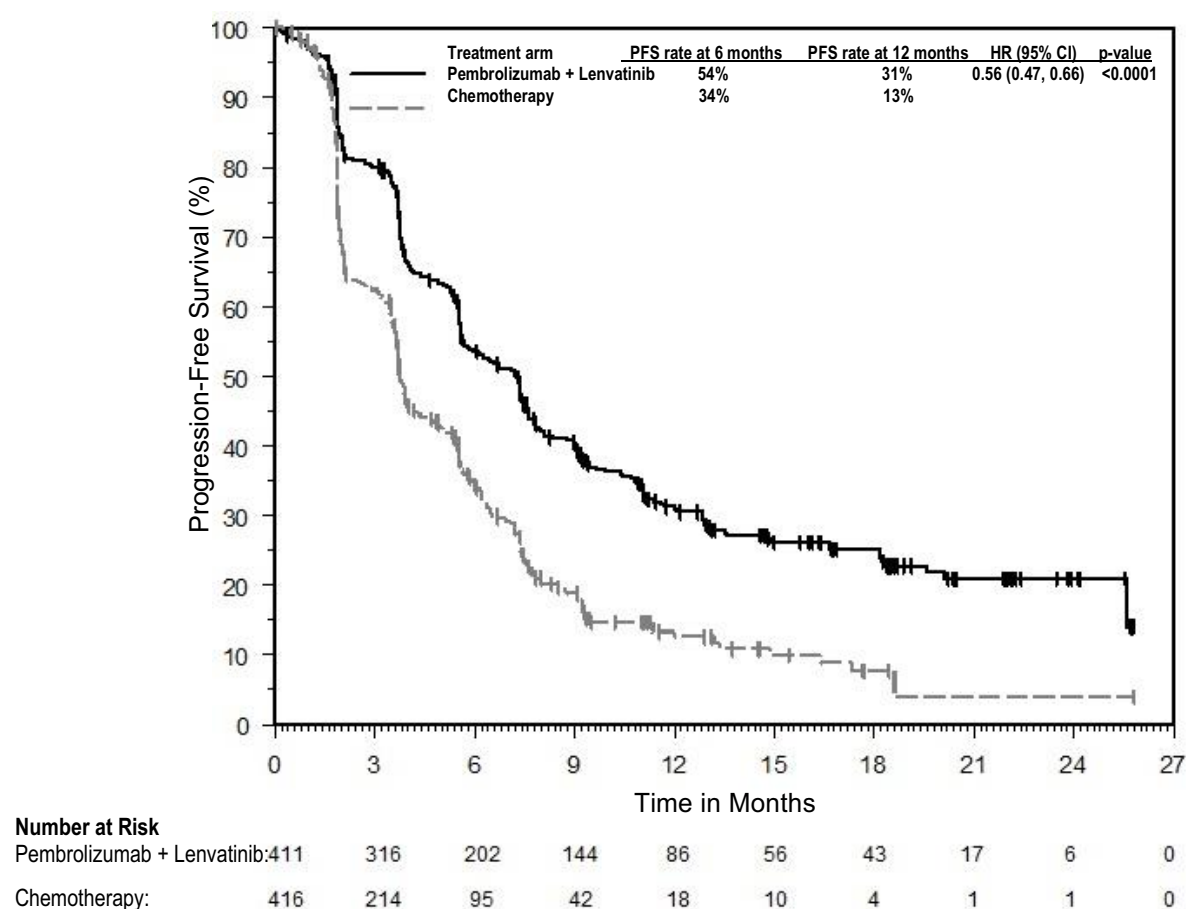 Treatment arm PFS rate at 6 months PFS rate at 12 months HR (95% CI) p-value
Pembrolizumab + Lenvatinib 54% 31% 0.56 (0.47, 0.66) <0.0001
Chemotherapy 34% 13%
Progression-Free Survival (%)
100
90
80
70
60
50
40
30
20
10
0
0 3 6 9 12 15 18 21 24 27
Time in Months
Number at Risk
Pembrolizumab + Lenvatinib: 411 316 202 144 86 56 43 17 6 0
Chemotherapy: 416 214 95 42 18 10 4 1 1 0